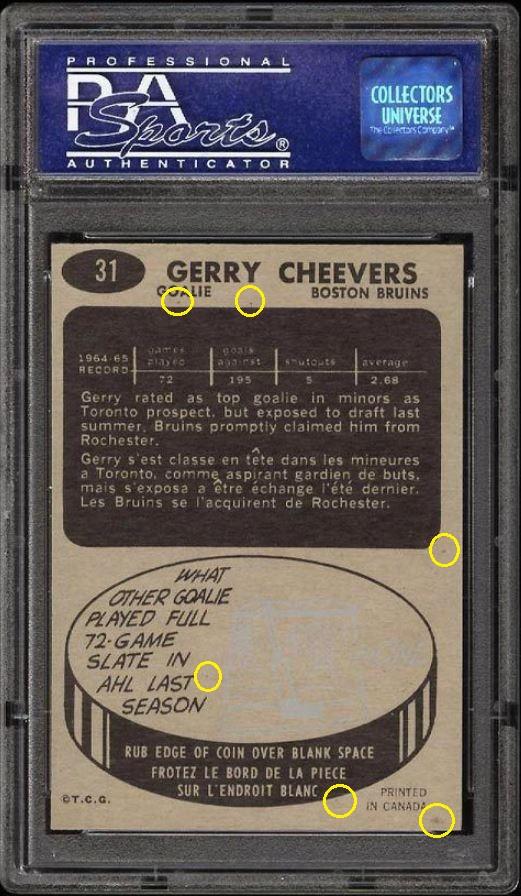 PROFESSIONAL
PSA
Sports®
AUTHENTICATOR
COLLECTORS
UNIVERSE
The Collectors Company™
31
GERRY CHEEVERS
GOALIE BOSTON BRUINS
games goals
1964-65 played against shutouts average
RECORD 72 195 5 2.68
Gerry rated as top goalie in minors as
Toronto prospect, but exposed to draft last
summer, Bruins promptly claimed him from
Rochester.
Gerry s'est classe en tête dans les mineures
a Toronto, comme aspirant gardien de buts,
mais s'exposa a être échange l'été dernier.
Les Bruins se l'acquirent de Rochester.
WHAT
OTHER GOALIE
PLAYED FULL
72-GAME
SLATE IN
AHL LAST
SEASON
RUB EDGE OF COIN OVER BLANK SPACE
FROTEZ LE BORD DE LA PIECE
SUR L'ENDROIT BLANC
©T.C.G.
PRINTED
IN CANADA